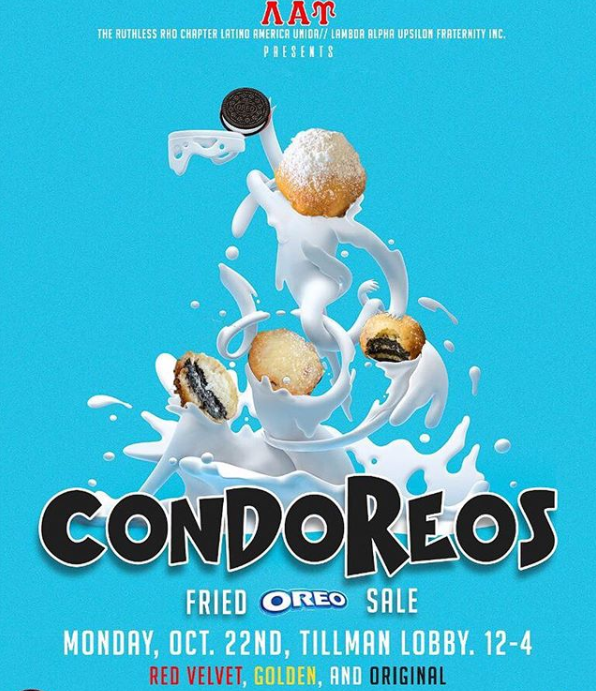 ΛΑΥ
THE RUTHLESS RHO CHAPTER LATINO AMERICA UNIDA// LAMBDA ALPHA UPSILON FRATERNITY INC.
PRESENTS
OREO
CONDOREOS
FRIED OREO SALE
MONDAY, OCT. 22ND, TILLMAN LOBBY. 12-4
RED VELVET, GOLDEN, AND ORIGINAL